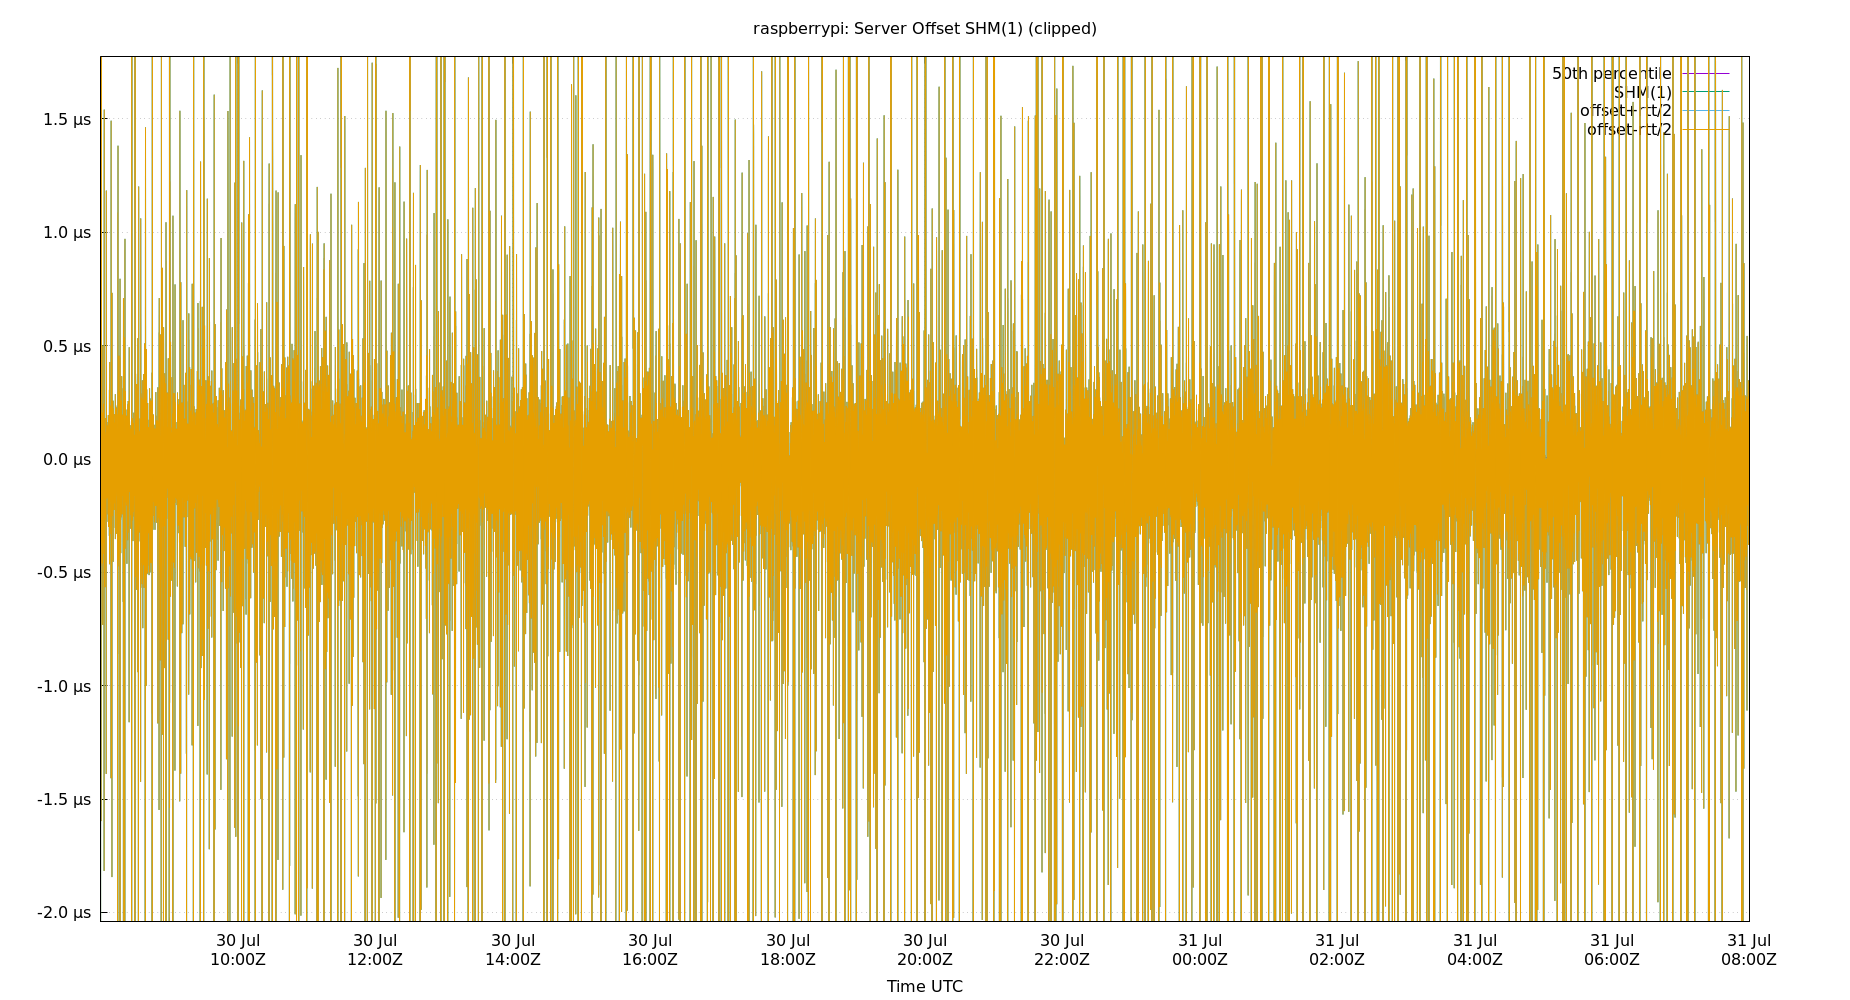 raspberrypi: Server Offset SHM(1) (clipped)
50th percentile
SHM(1)
offset+rtt/2
offset-rtt/2
1.5 µs
1.0 µs
0.5 µs
0.0 µs
-0.5 µs
-1.0 µs
-1.5 µs
-2.0 µs
30 Jul 30 Jul 30 Jul 30 Jul 30 Jul 30 Jul 30 Jul 31 Jul 31 Jul 31 Jul 31 Jul 31 Jul
10:00Z 12:00Z 14:00Z 16:00Z 18:00Z 20:00Z 22:00Z 00:00Z 02:00Z 04:00Z 06:00Z 08:00Z
Time UTC